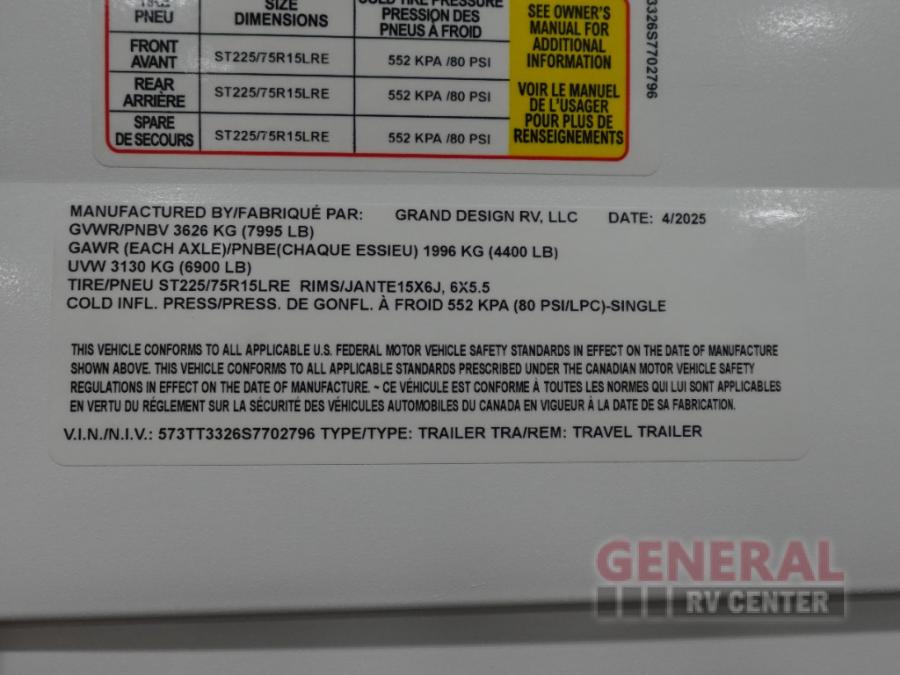 TIRE SIZE COLD TIRE PRESSURE
PNEU DIMENSIONS PRESSION DES
PNEUS À FROID
SEE OWNER'S
MANUAL FOR
ADDITIONAL
INFORMATION
VOIR LE MANUEL
DE L'USAGER
POUR PLUS DE
RENSEIGNEMENTS
FRONT
AVANT ST225/75R15LRE 552 KPA /80 PSI
REAR
ARRIÈRE ST225/75R15LRE 552 KPA /80 PSI
SPARE
DE SECOURS ST225/75R15LRE 552 KPA /80 PSI
3326S7702796
MANUFACTURED BY/FABRIQUÉ PAR: GRAND DESIGN RV, LLC DATE: 4/2025
GVWR/PNBV 3626 KG (7995 LB)
GAWR (EACH AXLE)/PNBE(CHAQUE ESSIEU) 1996 KG (4400 LB)
UVW 3130 KG (6900 LB)
TIRE/PNEU ST225/75R15LRE RIMS/JANTE15X6J, 6X5.5
COLD INFL. PRESS/PRESS. DE GONFL. À FROID 552 KPA (80 PSI/LPC)-SINGLE
THIS VEHICLE CONFORMS TO ALL APPLICABLE U.S. FEDERAL MOTOR VEHICLE SAFETY STANDARDS IN EFFECT ON THE DATE OF MANUFACTURE
SHOWN ABOVE. THIS VEHICLE CONFORMS TO ALL APPLICABLE STANDARDS PRESCRIBED UNDER THE CANADIAN MOTOR VEHICLE SAFETY
REGULATIONS IN EFFECT ON THE DATE OF MANUFACTURE. ~ CE VÉHICULE EST CONFORME À TOUTES LES NORMES QUI LUI SONT APPLICABLES
EN VERTU DU RÉGLEMENT SUR LA SÉCURITÉ DES VÉHICULES AUTOMOBILES DU CANADA EN VIGUEUR À LA DATE DE SA FABRICATION.
V.I.N./N.I.V.: 573TT3326S7702796 TYPE/TYPE: TRAILER TRA/REM: TRAVEL TRAILER
GENERAL
RV CENTER